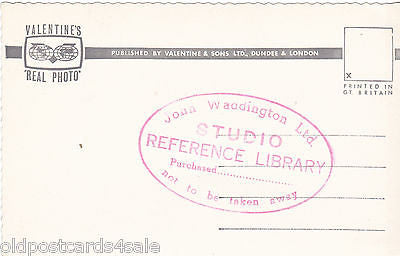 VALENTINE'S
"REAL PHOTO"
PUBLISHED BY VALENTINE & SONS LTD., DUNDEE & LONDON
X
PRINTED IN
GT. BRITAIN
John Waddington Ltd.
STUDIO
REFERENCE LIBRARY
Purchased....................
not to be taken away
oldpostcards4sale